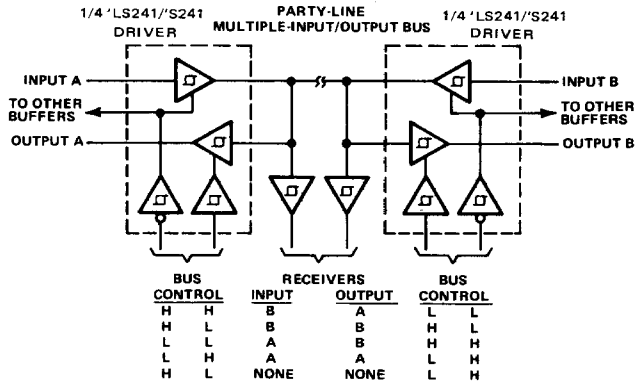 1/4 'LS241/'S241
DRIVER
PARTY-LINE
MULTIPLE-INPUT/OUTPUT BUS
1/4 'LS241/'S241
DRIVER
INPUT A
INPUT B
TO OTHER
BUFFERS
TO OTHER
BUFFERS
OUTPUT A
OUTPUT B
BUS
CONTROL
RECEIVERS
INPUT OUTPUT
BUS
CONTROL
H H B A L L
H L B B H L
L L A B H H
L H A A L H
H L NONE NONE L H